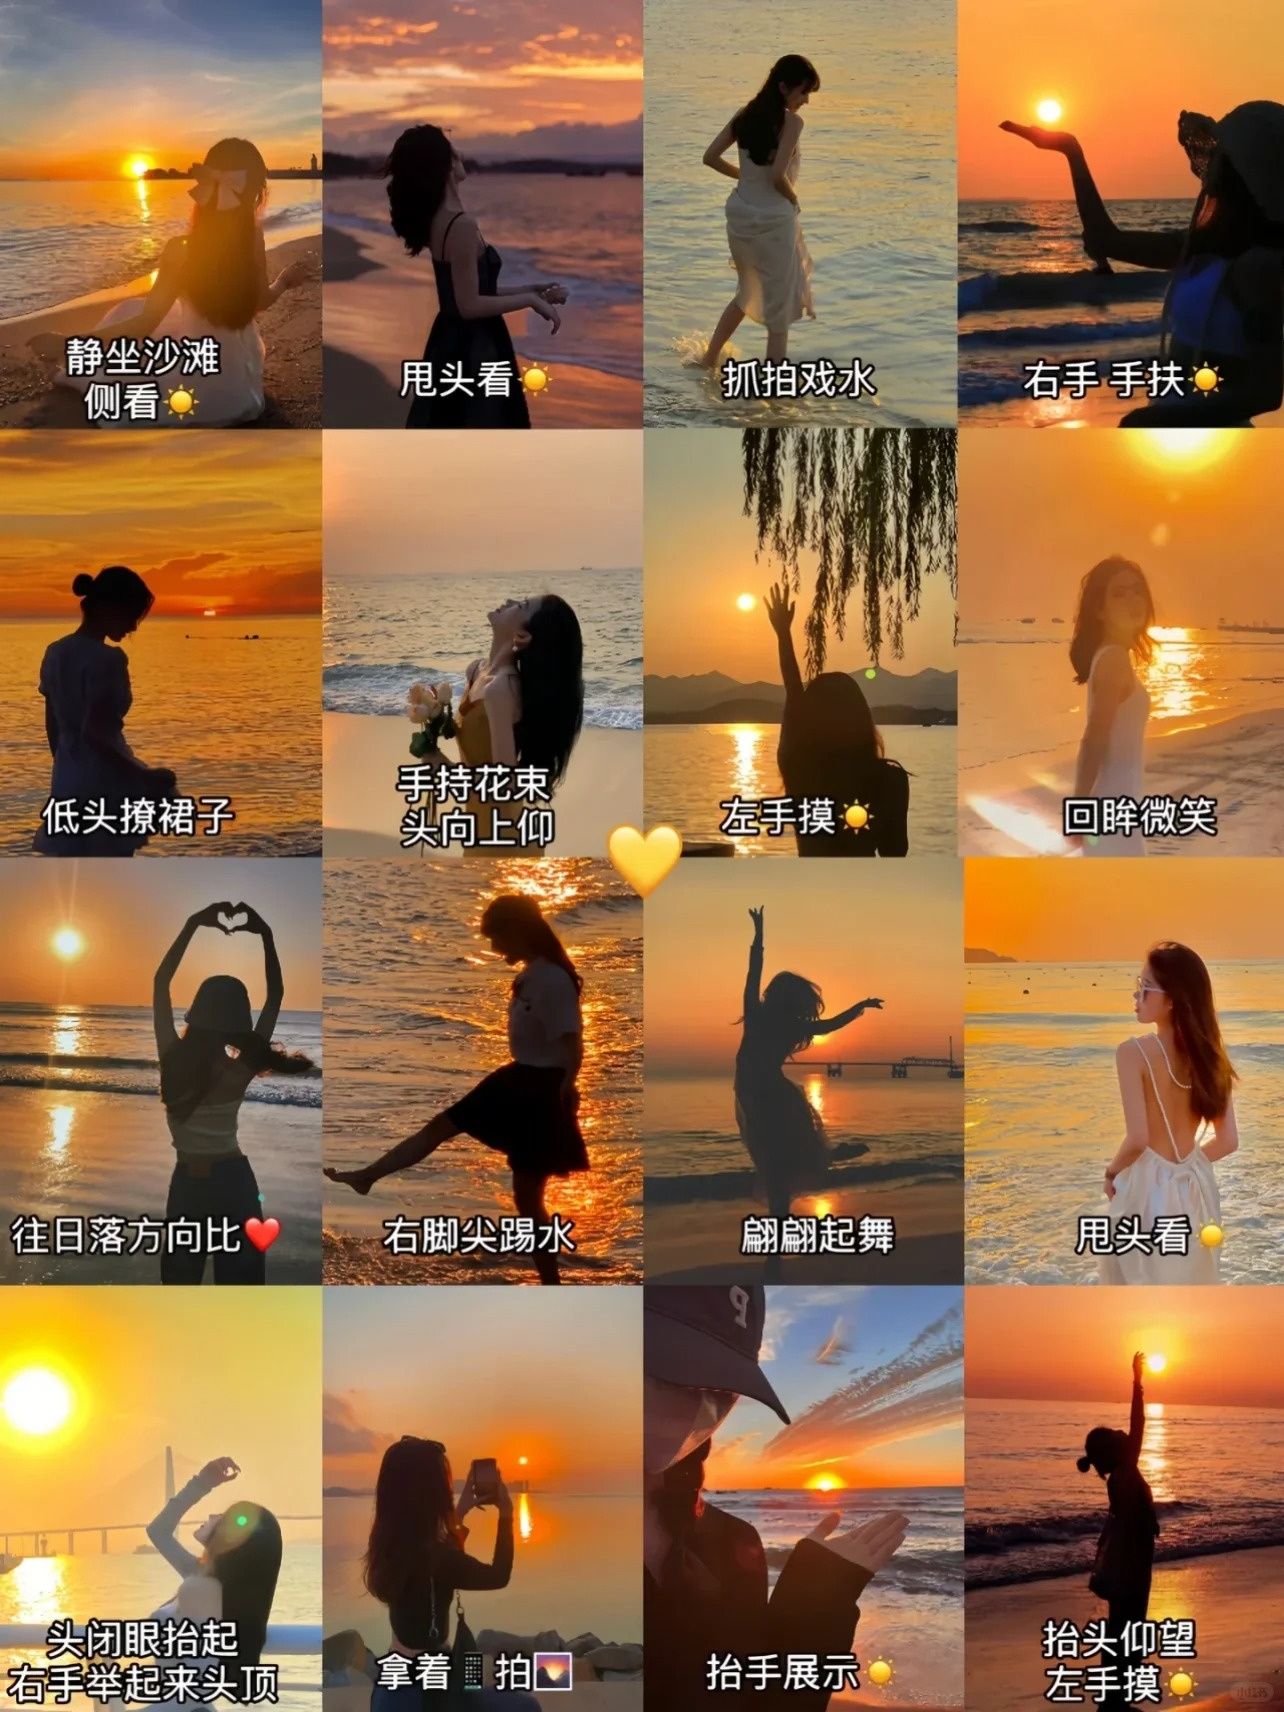 静坐沙滩
侧看☀️
甩头看☀️
抓拍戏水
右手 手扶☀️
低头撩裙子
手持花束
头向上仰
左手摸☀️
回眸微笑
往日落方向比❤️
右脚尖踢水
翩翩起舞
甩头看☀️
头闭眼抬起
右手举起来头顶
拿着📱拍🌄
9
抬手展示☀️
抬头仰望
左手摸☀️
小红书